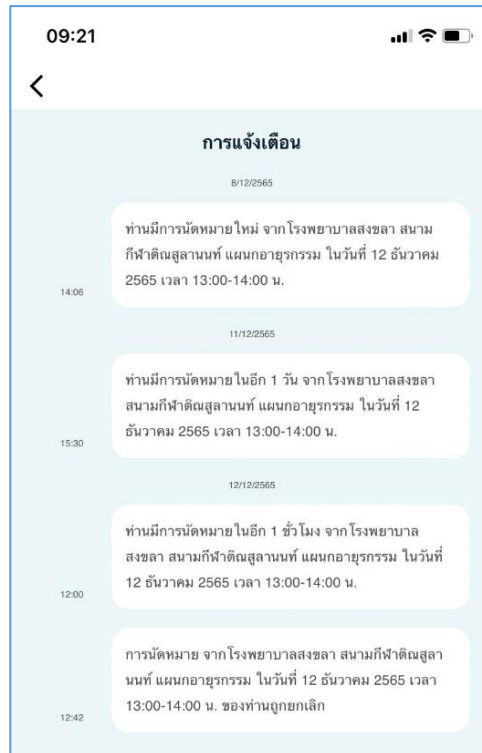 09:21
การแจ้งเตือน
8/12/2565
ท่านมีการนัดหมายใหม่ จากโรงพยาบาลสงขลา สนาม
กีฬาติณสูลานนท์ แผนกอายุรกรรม ในวันที่ 12 ธันวาคม
2565 เวลา 13:00-14:00 น.
14:06
11/12/2565
ท่านมีการนัดหมายในอีก 1 วัน จากโรงพยาบาลสงขลา
สนามกีฬาติณสูลานนท์ แผนกอายุรกรรม ในวันที่ 12
ธันวาคม 2565 เวลา 13:00-14:00 น.
15:30
12/12/2565
ท่านมีการนัดหมายในอีก 1 ชั่วโมง จากโรงพยาบาล
สงขลา สนามกีฬาติณสูลานนท์ แผนกอายุรกรรม ในวันที่
12 ธันวาคม 2565 เวลา 13:00-14:00 น.
12:00
การนัดหมาย จากโรงพยาบาลสงขลา สนามกีฬาติณสูลา
นนท์ แผนกอายุรกรรม ในวันที่ 12 ธันวาคม 2565 เวลา
13:00-14:00 น. ของท่านถูกยกเลิก
12:42